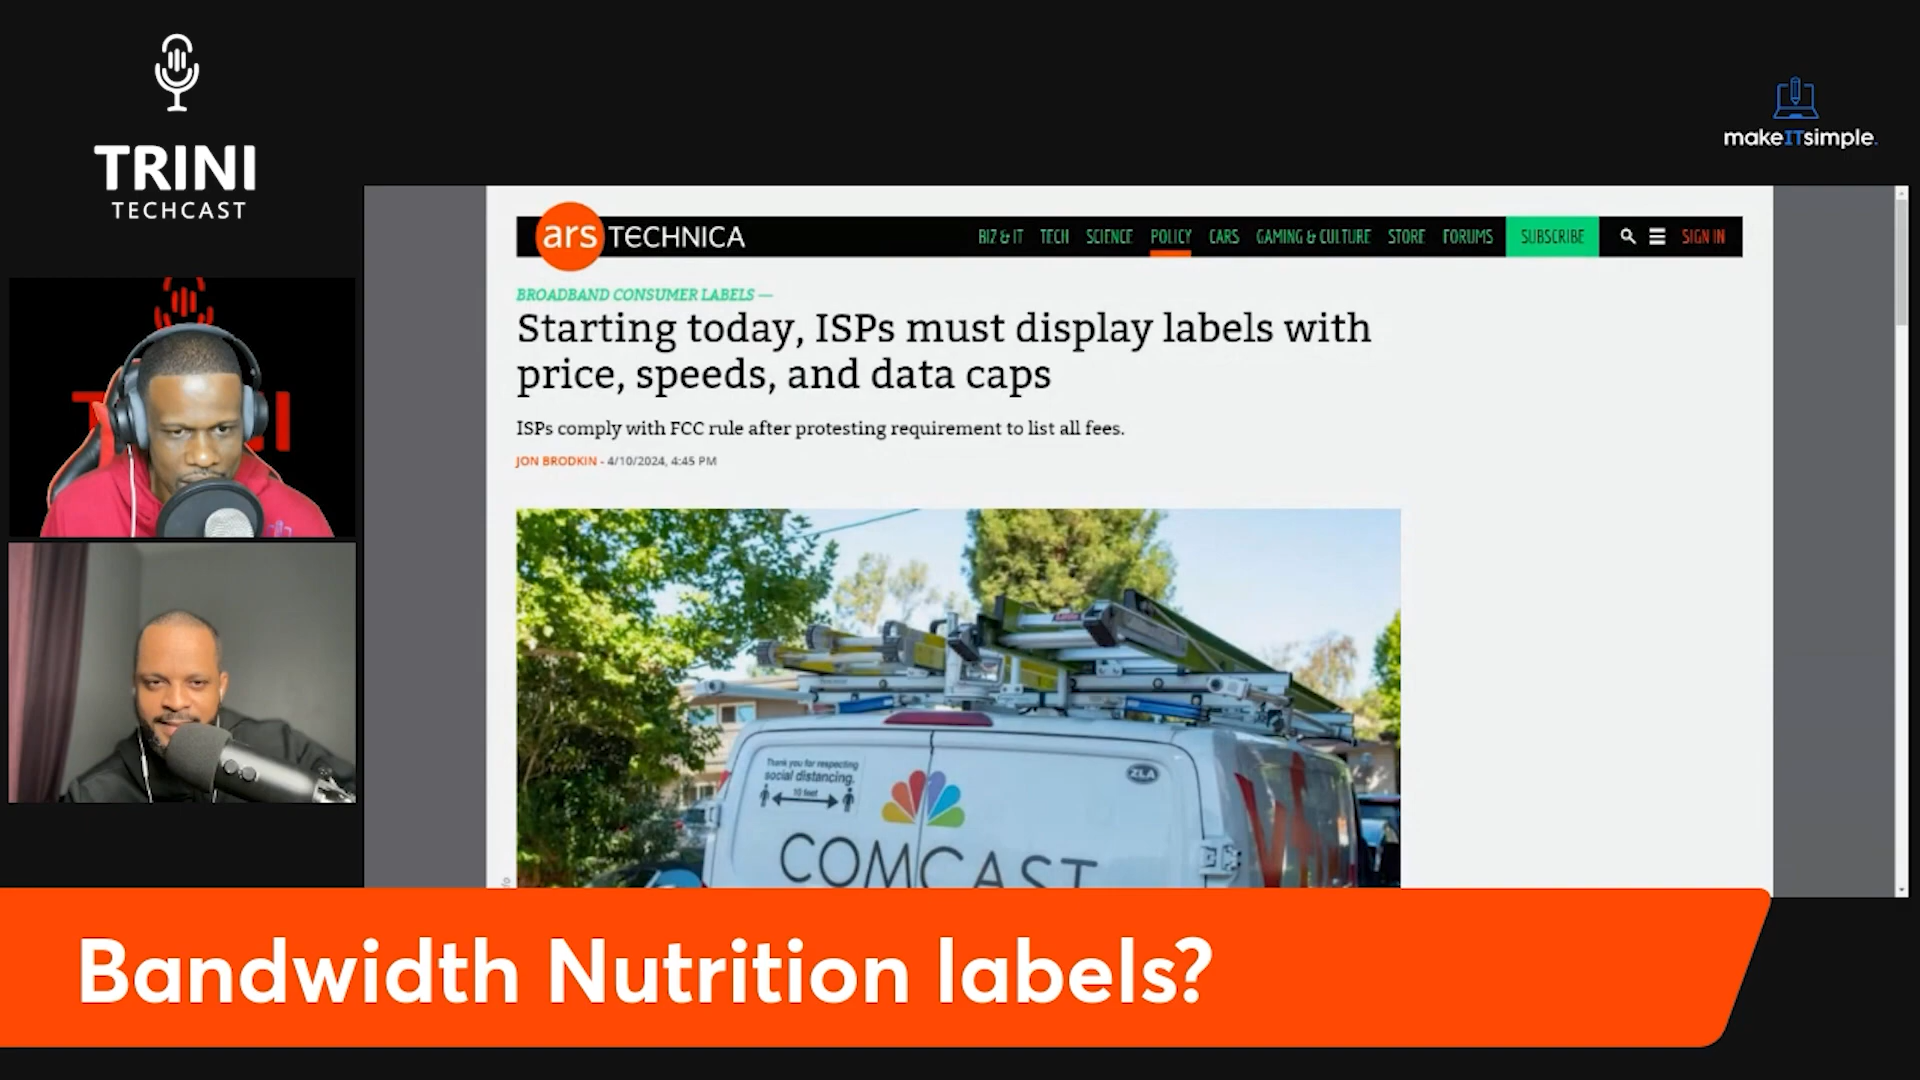 TRINI
TECHCAST
makeITsimple.
ars TECHNICA
BIZ & IT TECH SCIENCE POLICY CARS GAMING & CULTURE STORE FORUMS SUBSCRIBE SIGN IN
BROADBAND CONSUMER LABELS —
Starting today, ISPs must display labels with
price, speeds, and data caps
ISPs comply with FCC rule after protesting requirement to list all fees.
JON BRODKIN - 4/10/2024, 4:45 PM
Thank you for respecting
social distancing.
10 feet
ZLA
COMCAST
Bandwidth Nutrition labels?